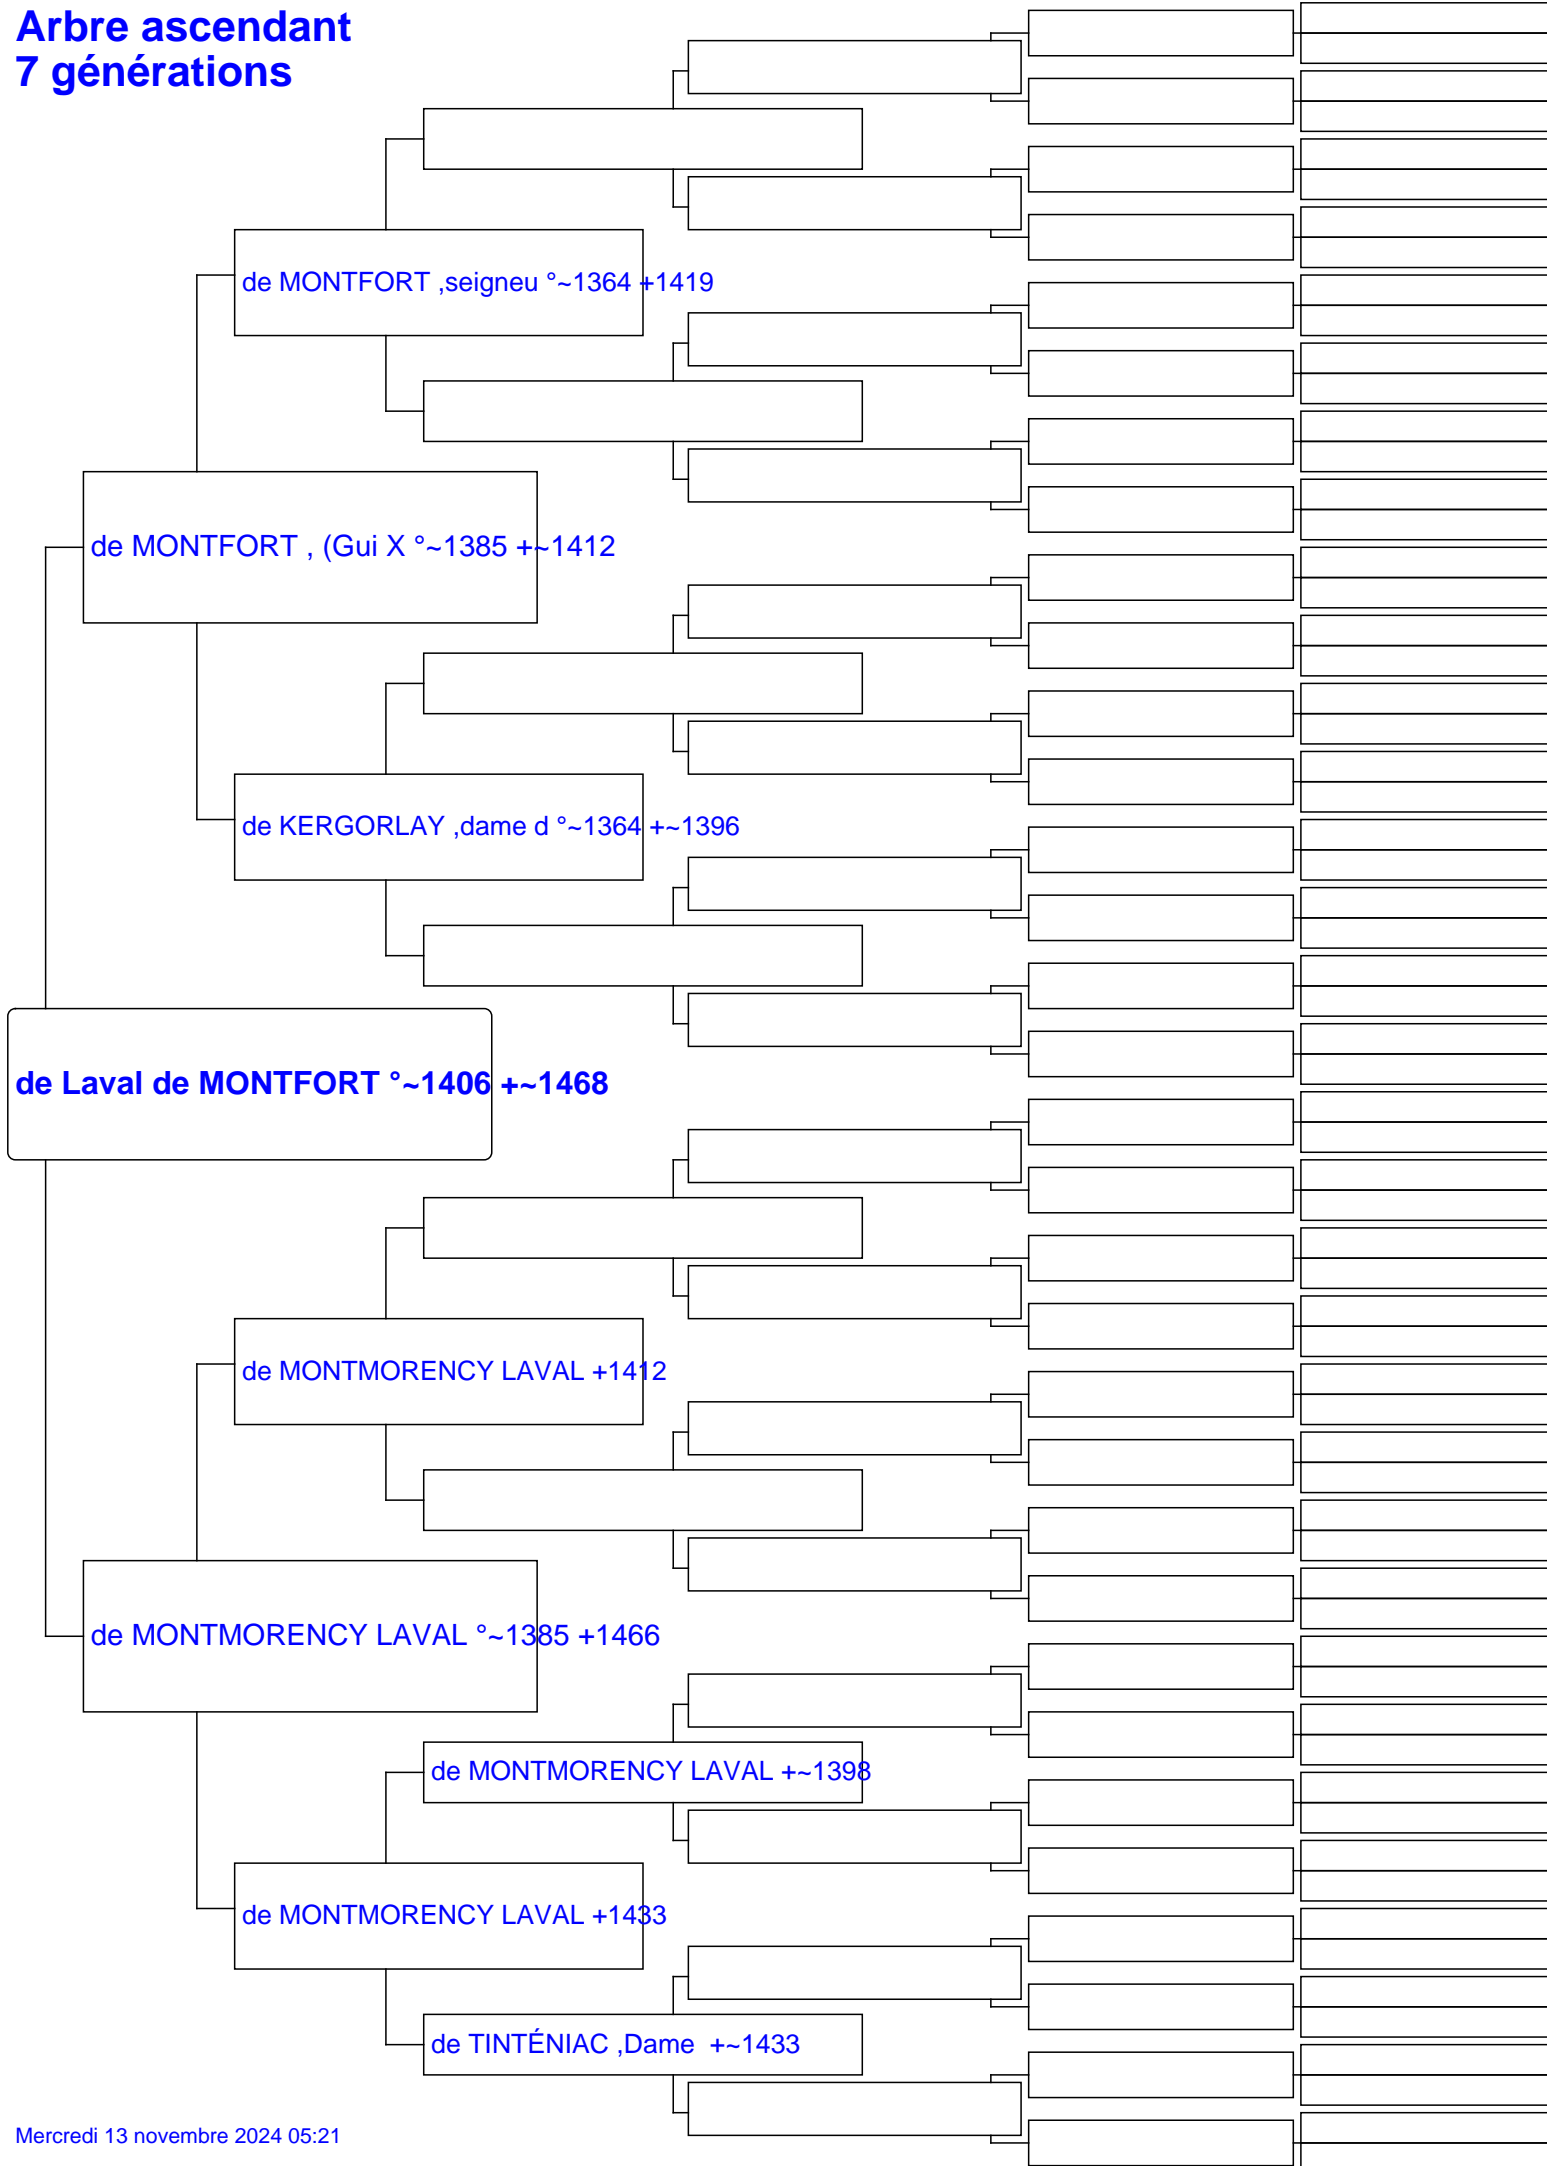 Arbre ascendant
7 générations
de MONTFORT ,seigneu °~1364 +1419
de MONTFORT , (Gui X °~1385 +~1412
de KERGORLAY ,dame d °~1364 +~1396
de Laval de MONTFORT °~1406 +~1468
de MONTMORENCY LAVAL +1412
de MONTMORENCY LAVAL °~1385 +1466
de MONTMORENCY LAVAL +~1398
de MONTMORENCY LAVAL +1433
de TINTÉNIAC ,Dame  +~1433
Mercredi 13 novembre 2024 05:21